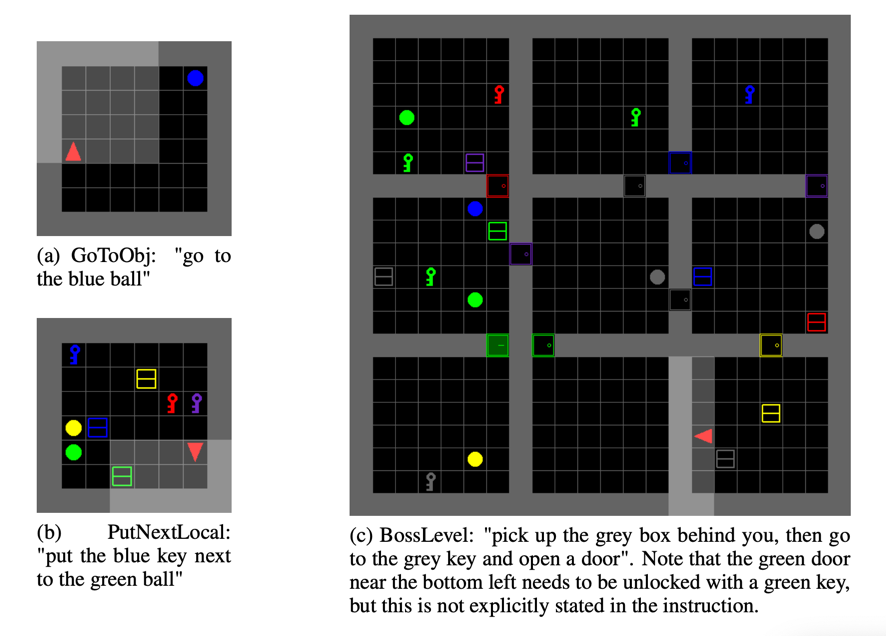 (a) GoToObj: "go to
the blue ball"
(b) PutNextLocal:
"put the blue key next
to the green ball"
(c) BossLevel: "pick up the grey box behind you, then go
to the grey key and open a door". Note that the green door
near the bottom left needs to be unlocked with a green key,
but this is not explicitly stated in the instruction.